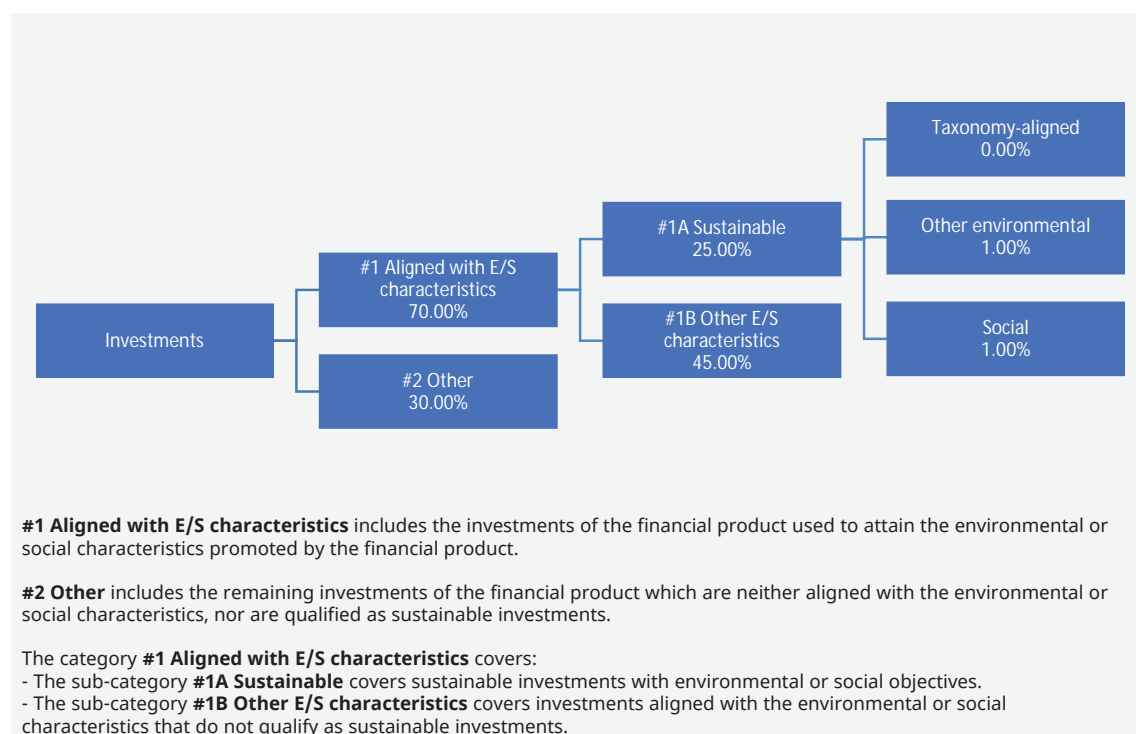 Investments
#1 Aligned with E/S
characteristics
70.00%
#2 Other
30.00%
#1A Sustainable
25.00%
#1B Other E/S
characteristics
45.00%
Taxonomy-aligned
0.00%
Other environmental
1.00%
Social
1.00%
#1 Aligned with E/S characteristics includes the investments of the financial product used to attain the environmental or
social characteristics promoted by the financial product.
#2 Other includes the remaining investments of the financial product which are neither aligned with the environmental or
social characteristics, nor are qualified as sustainable investments.
The category #1 Aligned with E/S characteristics covers:
- The sub-category #1A Sustainable covers sustainable investments with environmental or social objectives.
- The sub-category #1B Other E/S characteristics covers investments aligned with the environmental or social
characteristics that do not qualify as sustainable investments.